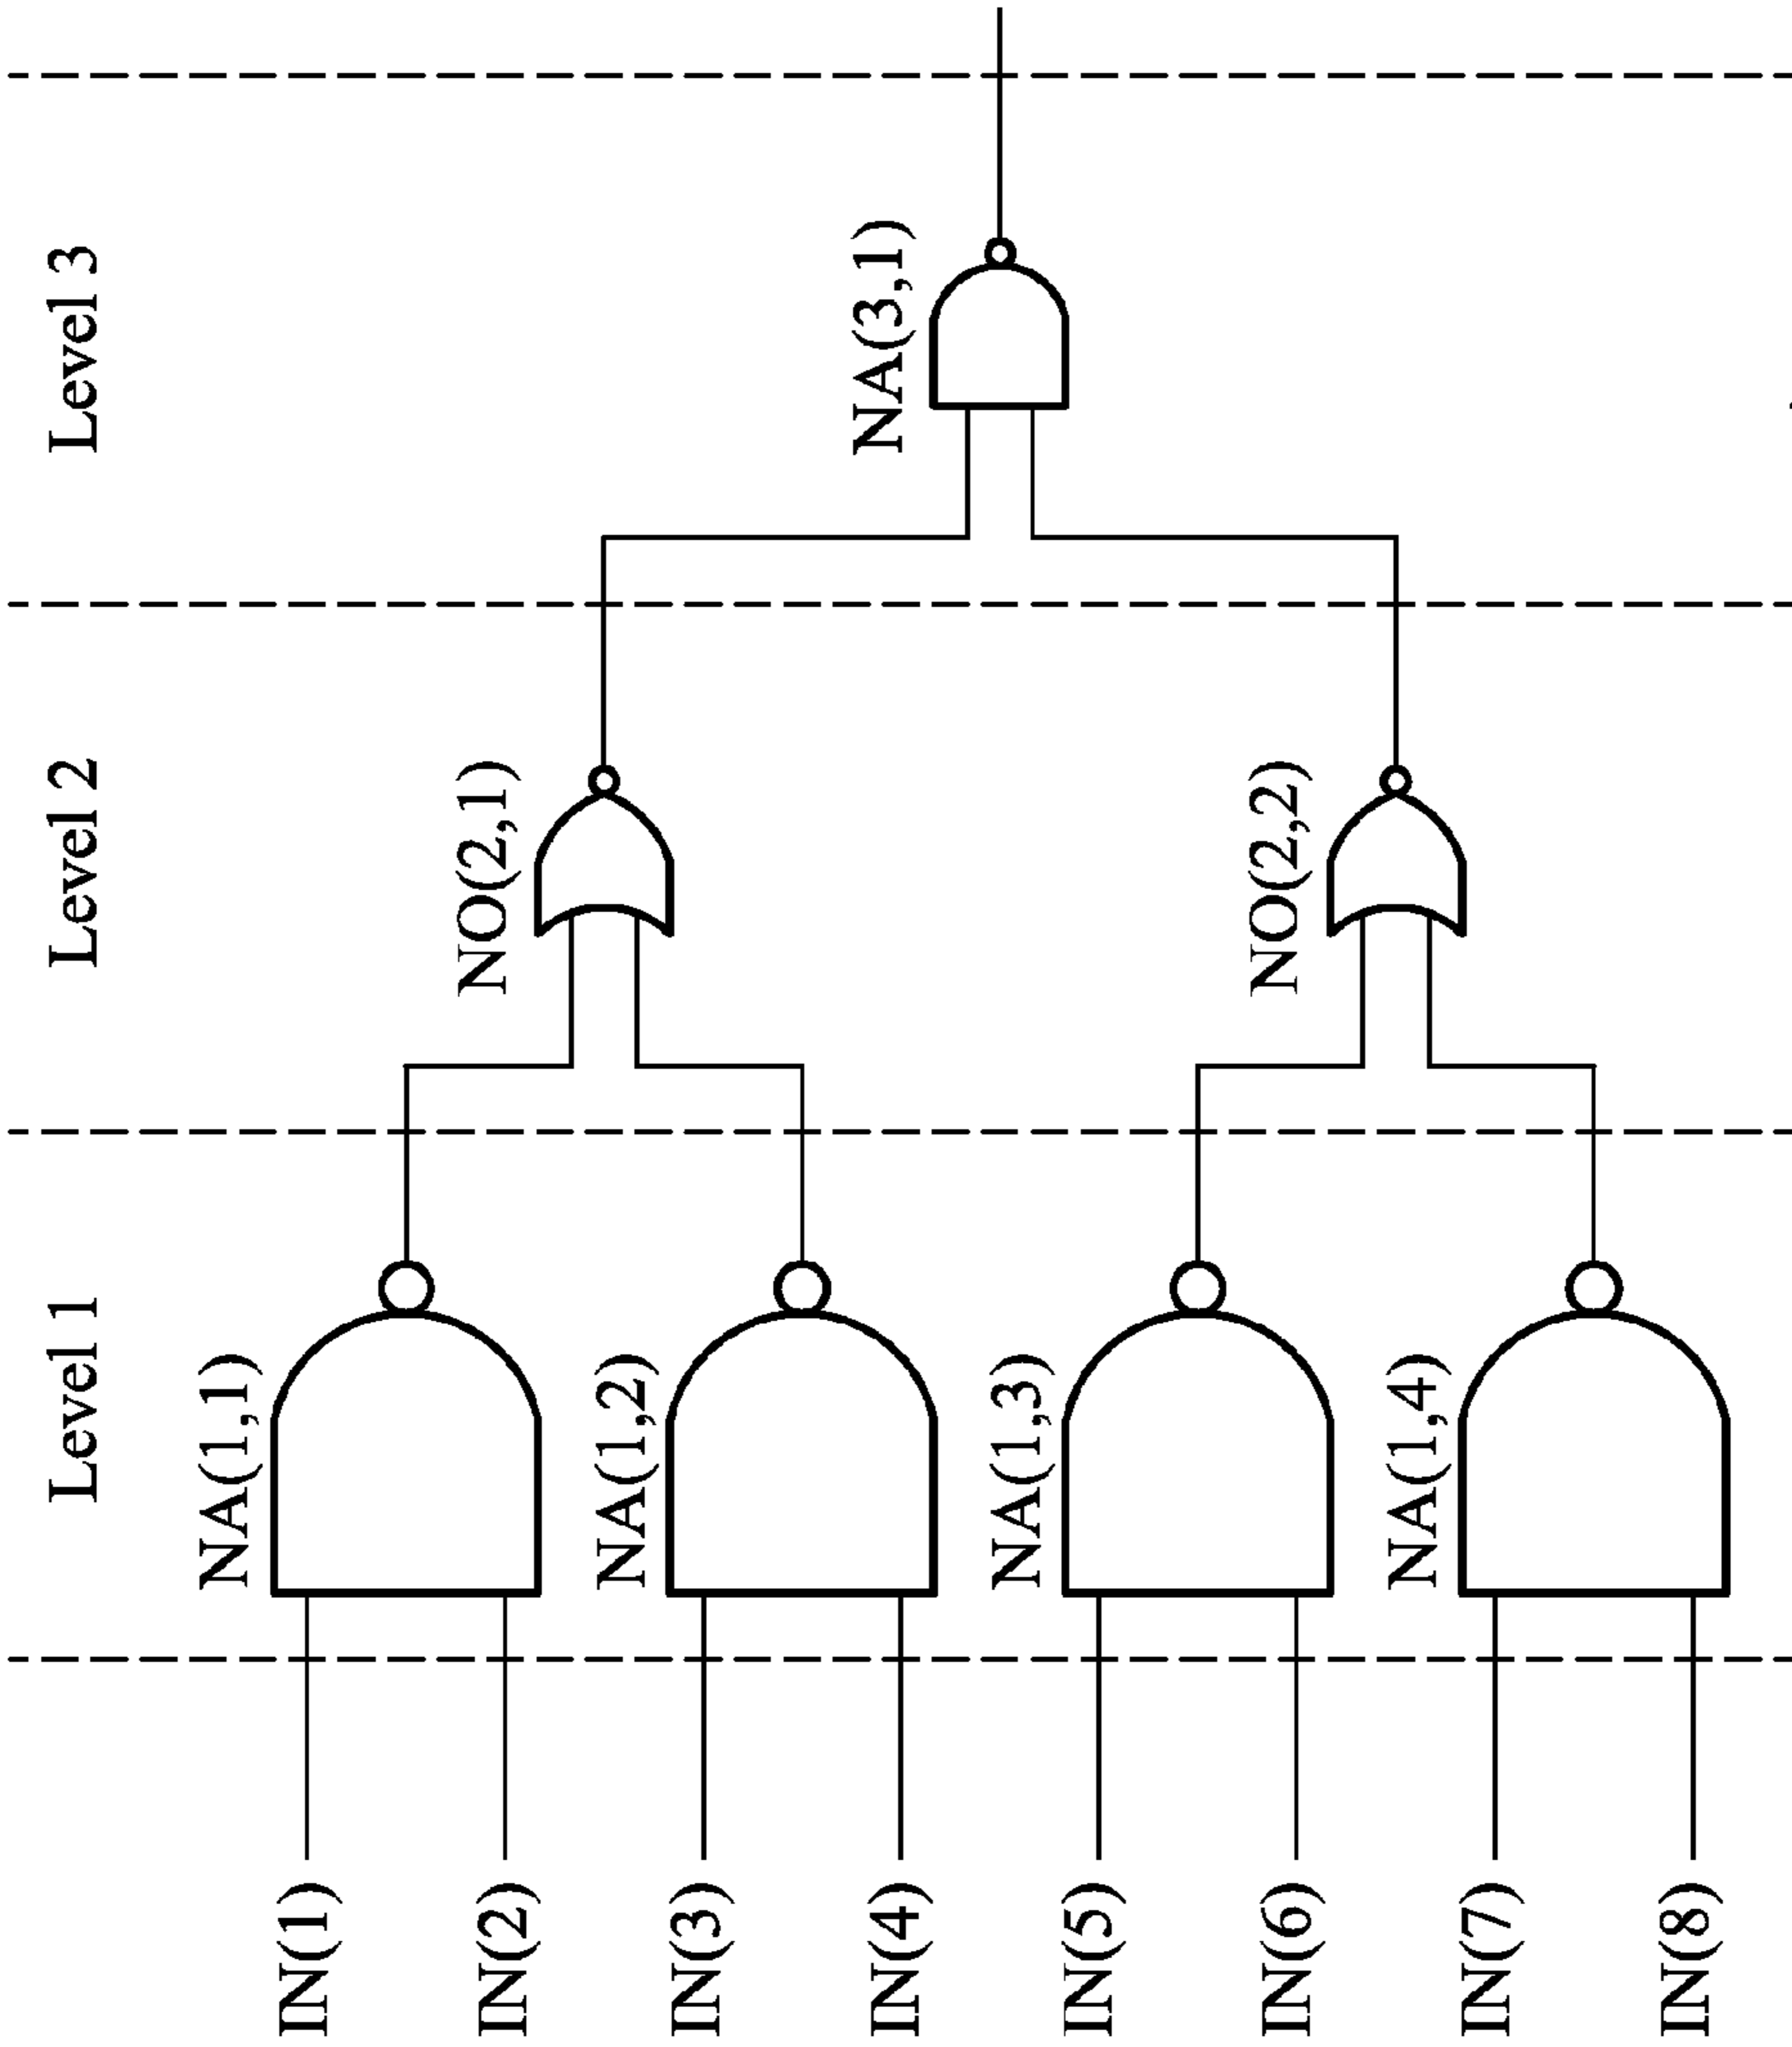 Level 1
Level 2
Level 3
NA(1,1)
NA(1,2)
NA(1,3)
NA(1,4)
NO(2,1)
NO(2,2)
NA(3,1)
IN(1)
IN(2)
IN(3)
IN(4)
IN(5)
IN(6)
IN(7)
IN(8)